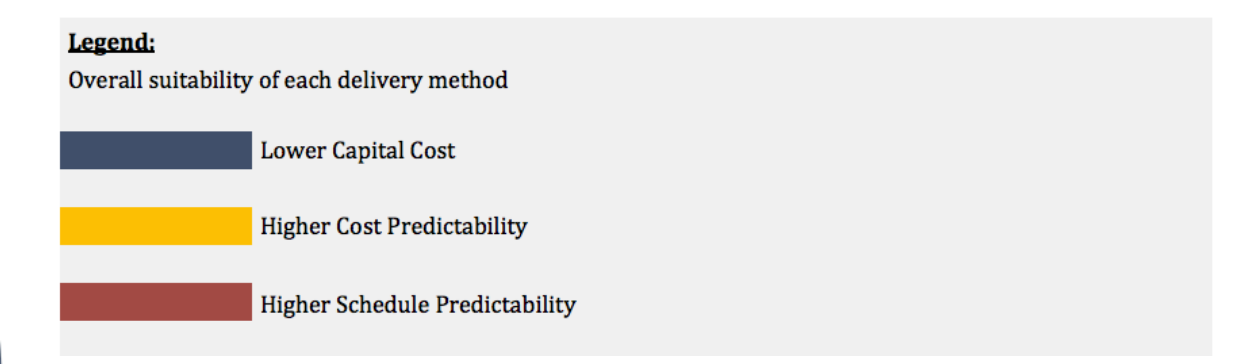 Legend:
Overall suitability of each delivery method
Lower Capital Cost
Higher Cost Predictability
Higher Schedule Predictability